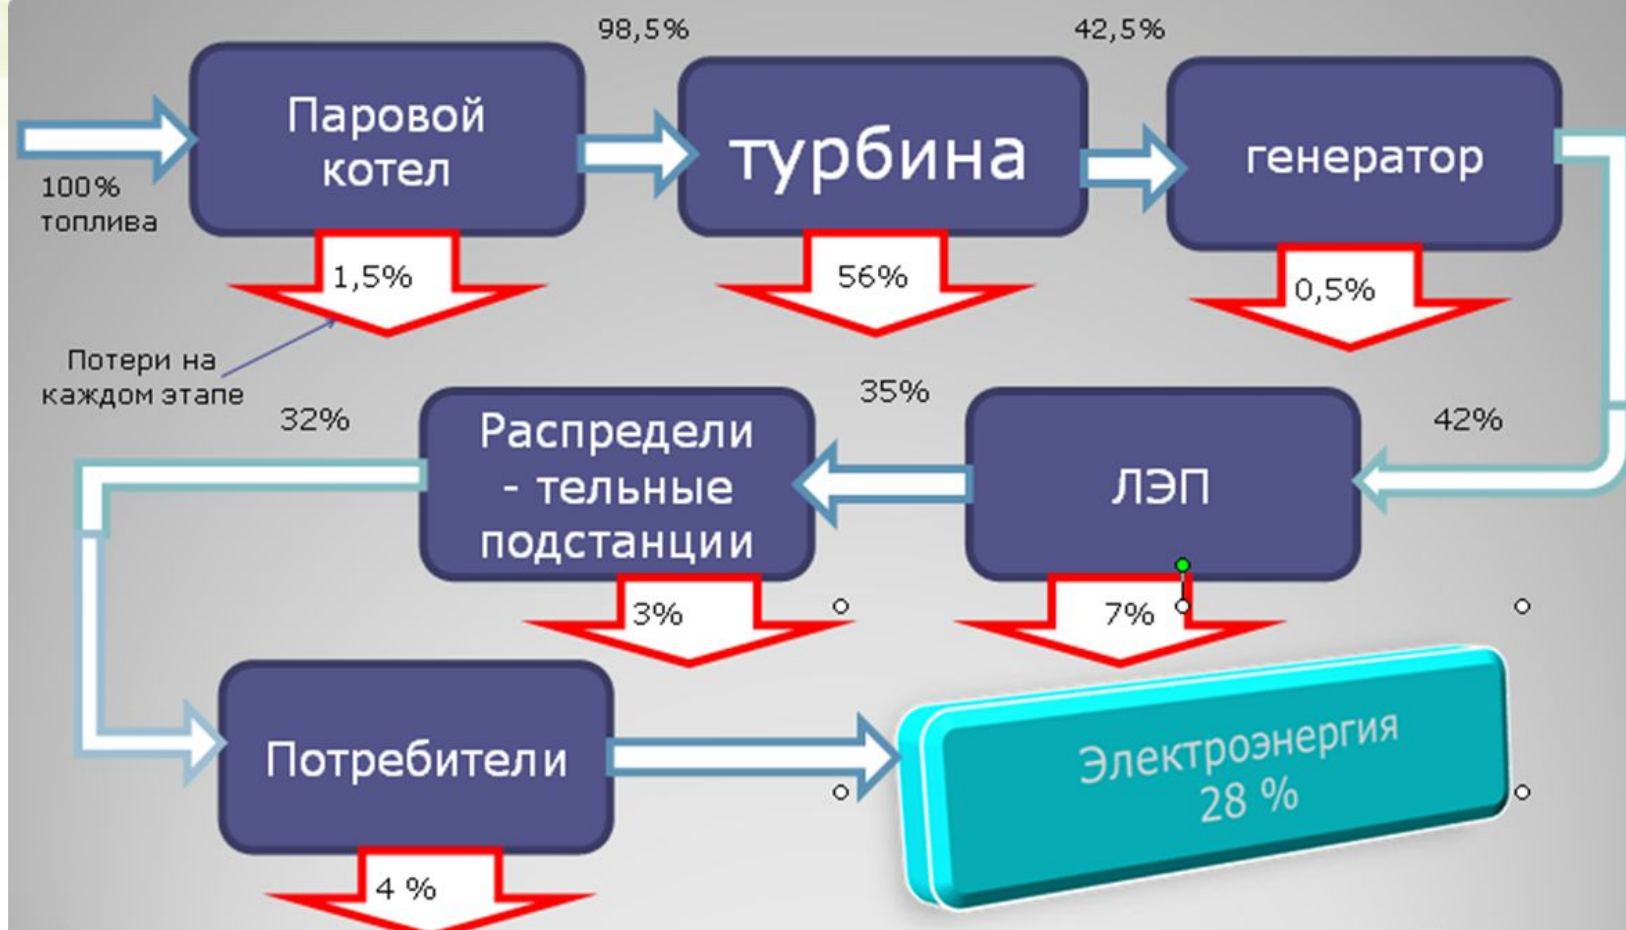 98,5%
42,5%
Паровой
котел
турбина
генератор
100%
топлива
1,5%
56%
0,5%
Потери на
каждом этапе
32%
35%
42%
Распредели
- тельные
подстанции
ЛЭП
3%
7%
Потребители
Электроэнергия
28 %
4 %